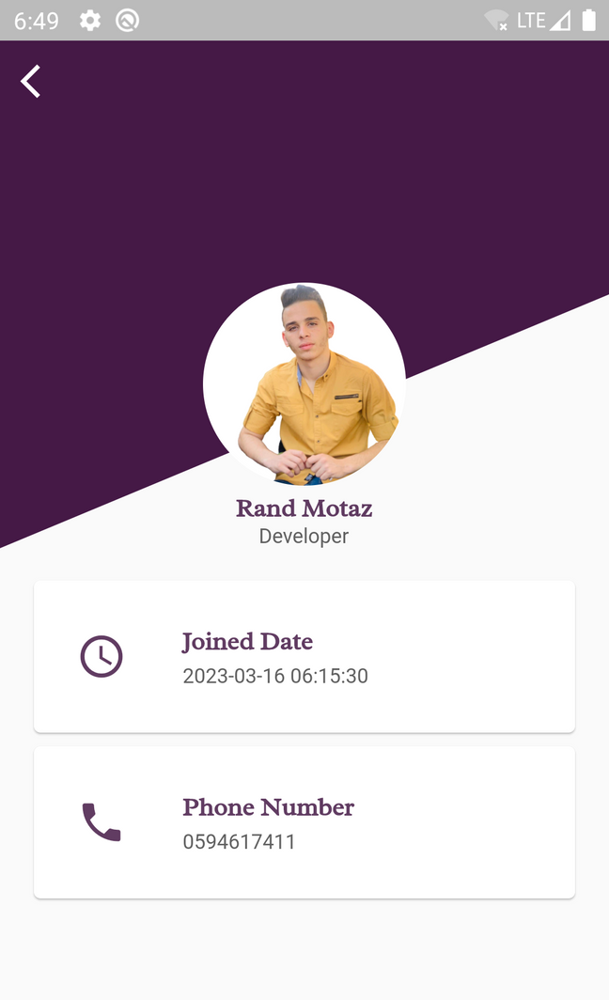 6:49
LTE
Rand Motaz
Developer
Joined Date
2023-03-16 06:15:30
Phone Number
0594617411